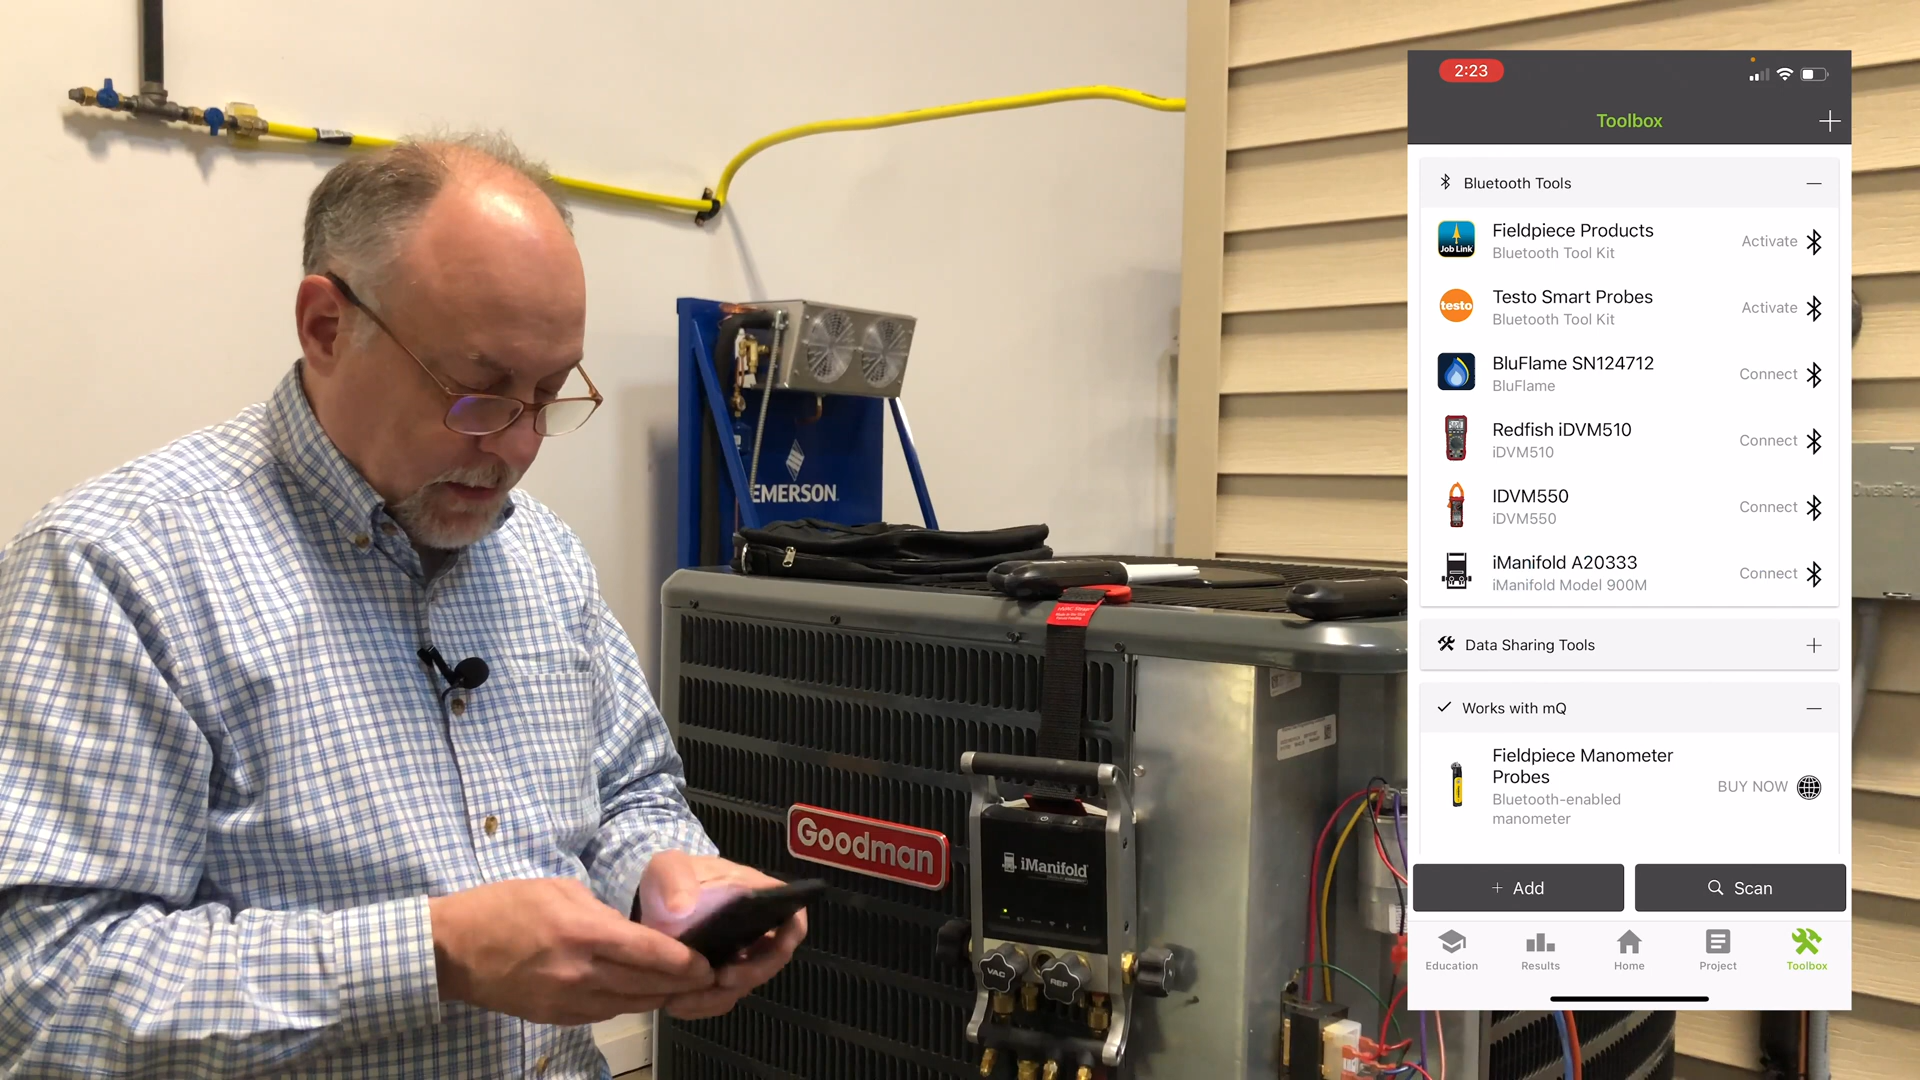 2:23
Toolbox
Bluetooth Tools
Job Link
Fieldpiece Products
Bluetooth Tool Kit
Activate
testo
Testo Smart Probes
Bluetooth Tool Kit
Activate
BluFlame SN124712
BluFlame
Connect
Redfish iDVM510
iDVM510
Connect
IDVM550
iDVM550
Connect
iManifold A20333
iManifold Model 900M
Connect
Data Sharing Tools
Works with mQ
Fieldpiece Manometer
Probes
Bluetooth-enabled
manometer
BUY NOW
+ Add
Scan
Education
Results
Home
Project
Toolbox
EMERSON
Goodman
iManifold
VAC
REF